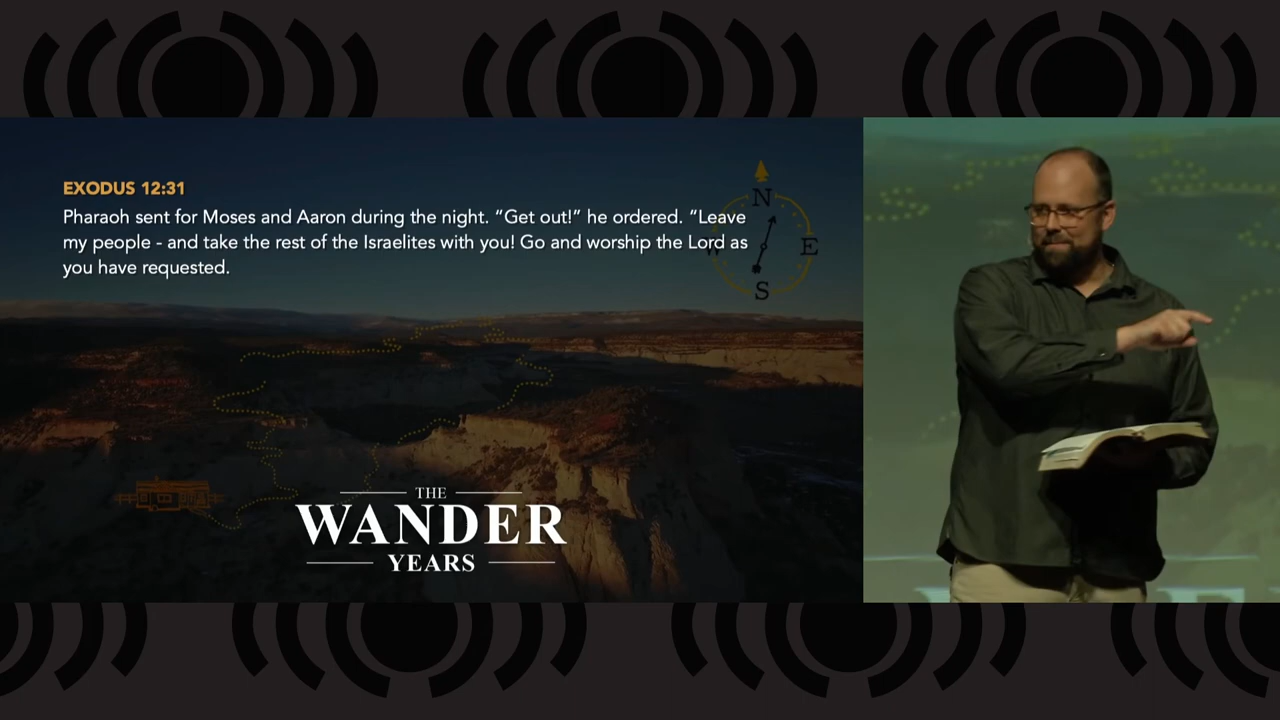 EXODUS 12:31
Pharaoh sent for Moses and Aaron during the night. “Get out!” he ordered. “Leave
my people - and take the rest of the Israelites with you! Go and worship the Lord as
you have requested.
N
W
E
S
THE
WANDER
YEARS